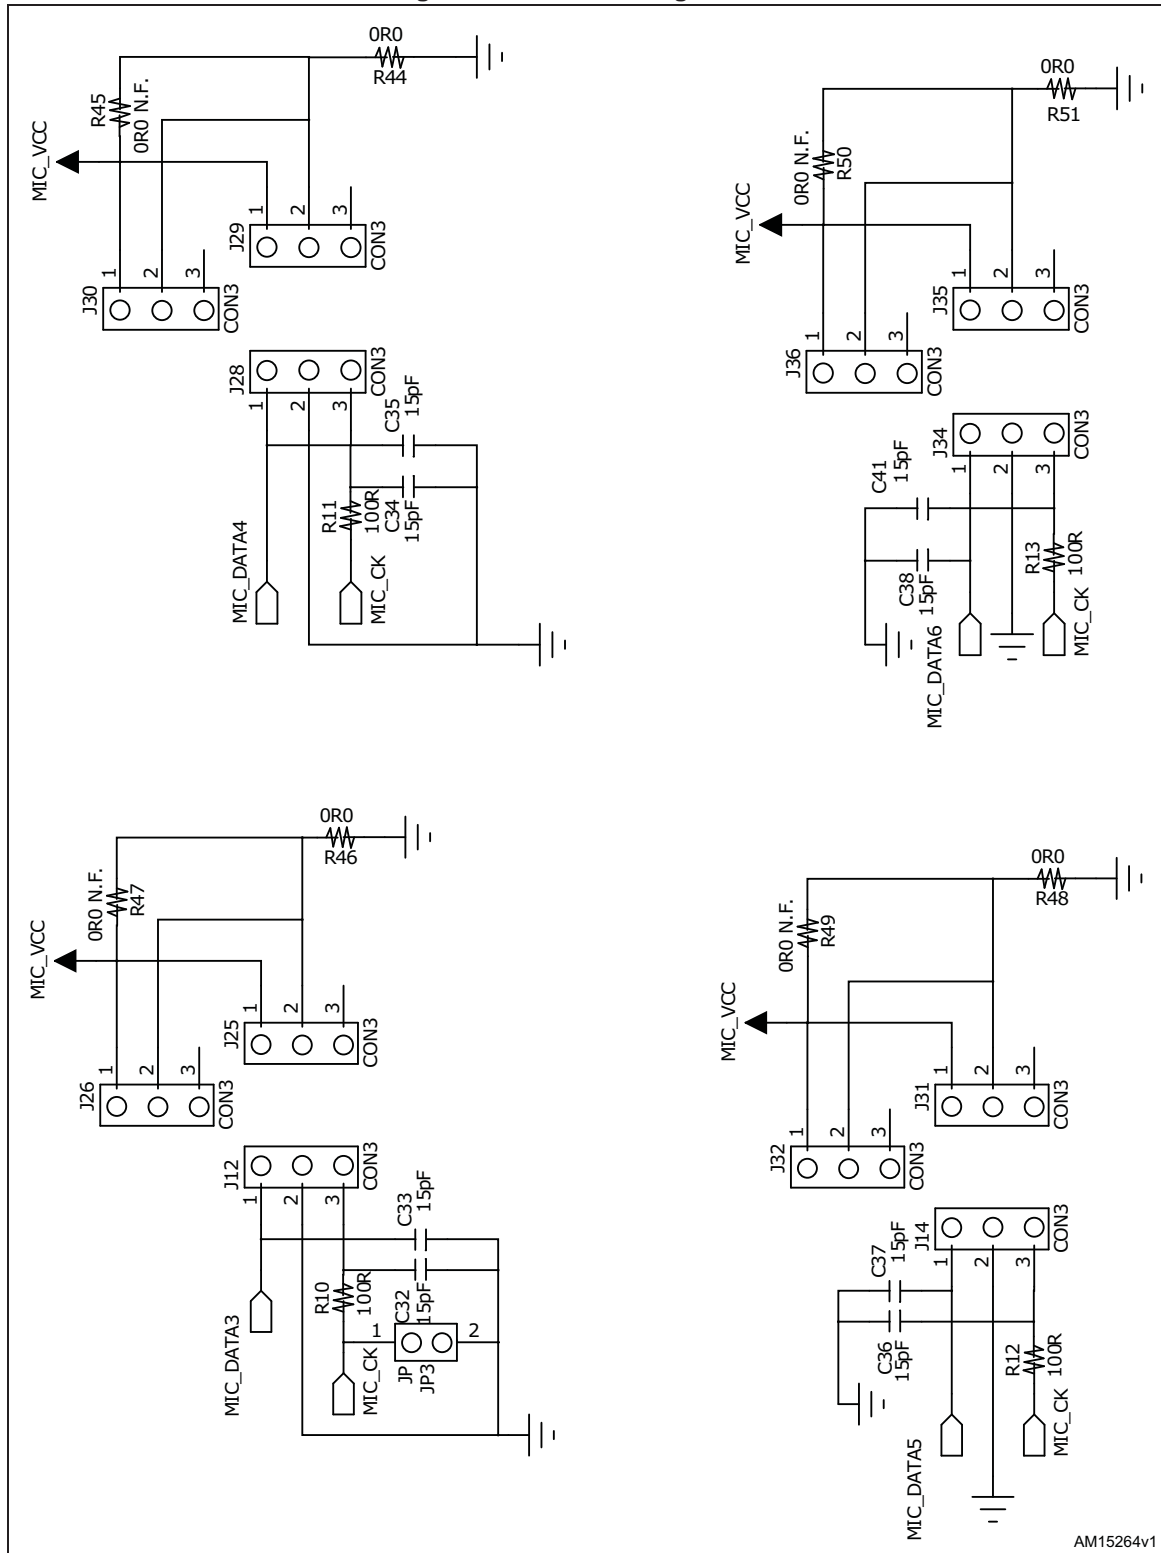 0R0
R44
R45
0R0 N.F.
MIC_VCC
J29
1
2
3
CON3
J30
1
2
3
CON3
J28
1
2
3
CON3
C35
15pF
R11
100R
C34
15pF
MIC_DATA4
MIC_CK
0R0
R51
0R0 N.F.
R50
MIC_VCC
J35
1
2
3
CON3
J36
1
2
3
CON3
J34
1
2
3
CON3
C41
15pF
C38
15pF
R13
100R
MIC_DATA6
MIC_CK
0R0
R46
0R0 N.F.
R47
MIC_VCC
J25
1
2
3
CON3
J26
1
2
3
CON3
J12
1
2
3
CON3
C33
15pF
R10
100R
C32
15pF
1
2
JP
JP3
MIC_DATA3
MIC_CK
0R0
R48
0R0 N.F.
R49
MIC_VCC
J31
1
2
3
CON3
J32
1
2
3
CON3
J14
1
2
3
CON3
C37
15pF
C36
15pF
R12
100R
MIC_DATA5
MIC_CK
AM15264v1